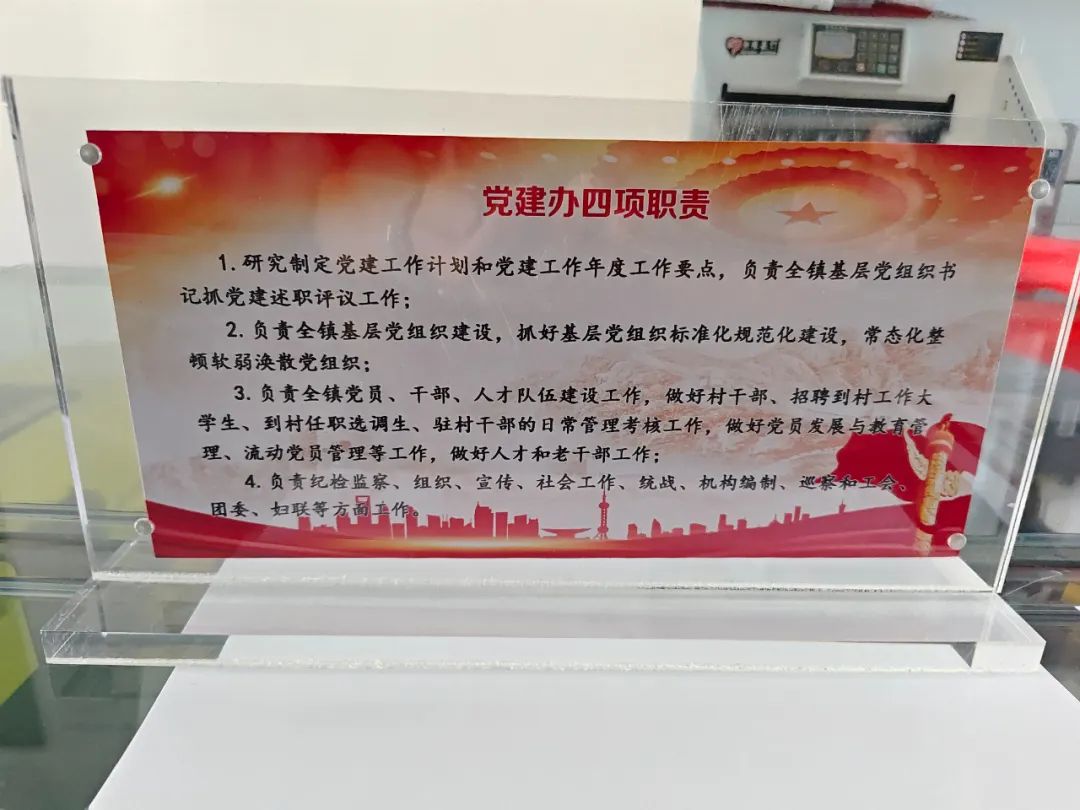 党建办四项职责
1. 研究制定党建工作计划和党建工作年度工作要点，负责全镇基层党组织书
记抓党建述职评议工作；
2. 负责全镇基层党组织建设，抓好基层党组织标准化规范化建设，常态化整
顿软弱涣散党组织；
3. 负责全镇党员、干部、人才队伍建设工作，做好村干部、招聘到村工作大
学生、到村任职选调生、驻村干部的日常管理考核工作，做好党员发展与教育管
理、流动党员管理等工作，做好人才和老干部工作；
4. 负责纪检监察、组织、宣传、社会工作、统战、机构编制、巡察和工会、
团委、妇联等方面工作。